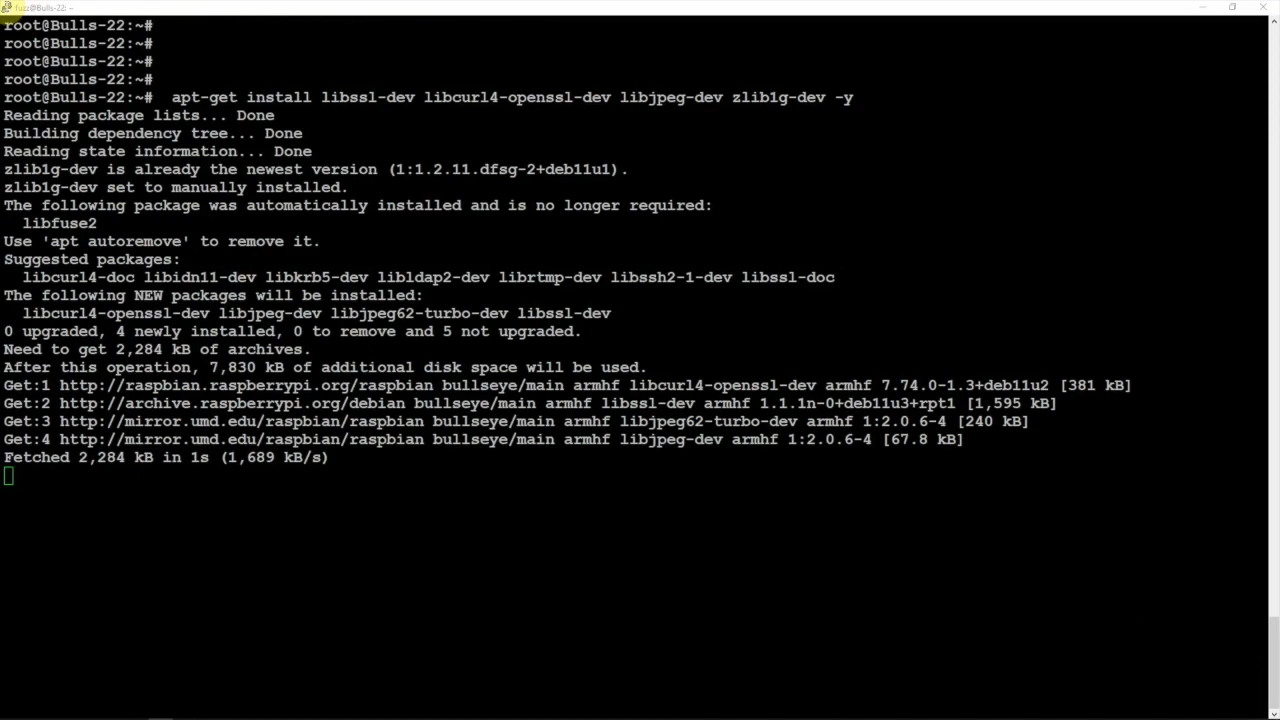 fuzz@Bulls-22: ~
root@Bulls-22:~#
root@Bulls-22:~#
root@Bulls-22:~#
root@Bulls-22:~#
root@Bulls-22:~#  apt-get install libssl-dev libcurl4-openssl-dev libjpeg-dev zlib1g-dev -y
Reading package lists... Done
Building dependency tree... Done
Reading state information... Done
zlib1g-dev is already the newest version (1:1.2.11.dfsg-2+deb11u1).
zlib1g-dev set to manually installed.
The following package was automatically installed and is no longer required:
  libfuse2
Use 'apt autoremove' to remove it.
Suggested packages:
  libcurl4-doc libidn11-dev libkrb5-dev libldap2-dev librtmp-dev libssh2-1-dev libssl-doc
The following NEW packages will be installed:
  libcurl4-openssl-dev libjpeg-dev libjpeg62-turbo-dev libssl-dev
0 upgraded, 4 newly installed, 0 to remove and 5 not upgraded.
Need to get 2,284 kB of archives.
After this operation, 7,830 kB of additional disk space will be used.
Get:1 http://raspbian.raspberrypi.org/raspbian bullseye/main armhf libcurl4-openssl-dev armhf 7.74.0-1.3+deb11u2 [381 kB]
Get:2 http://archive.raspberrypi.org/debian bullseye/main armhf libssl-dev armhf 1.1.1n-0+deb11u3+rpt1 [1,595 kB]
Get:3 http://mirror.umd.edu/raspbian/raspbian bullseye/main armhf libjpeg62-turbo-dev armhf 1:2.0.6-4 [240 kB]
Get:4 http://mirror.umd.edu/raspbian/raspbian bullseye/main armhf libjpeg-dev armhf 1:2.0.6-4 [67.8 kB]
Fetched 2,284 kB in 1s (1,689 kB/s)